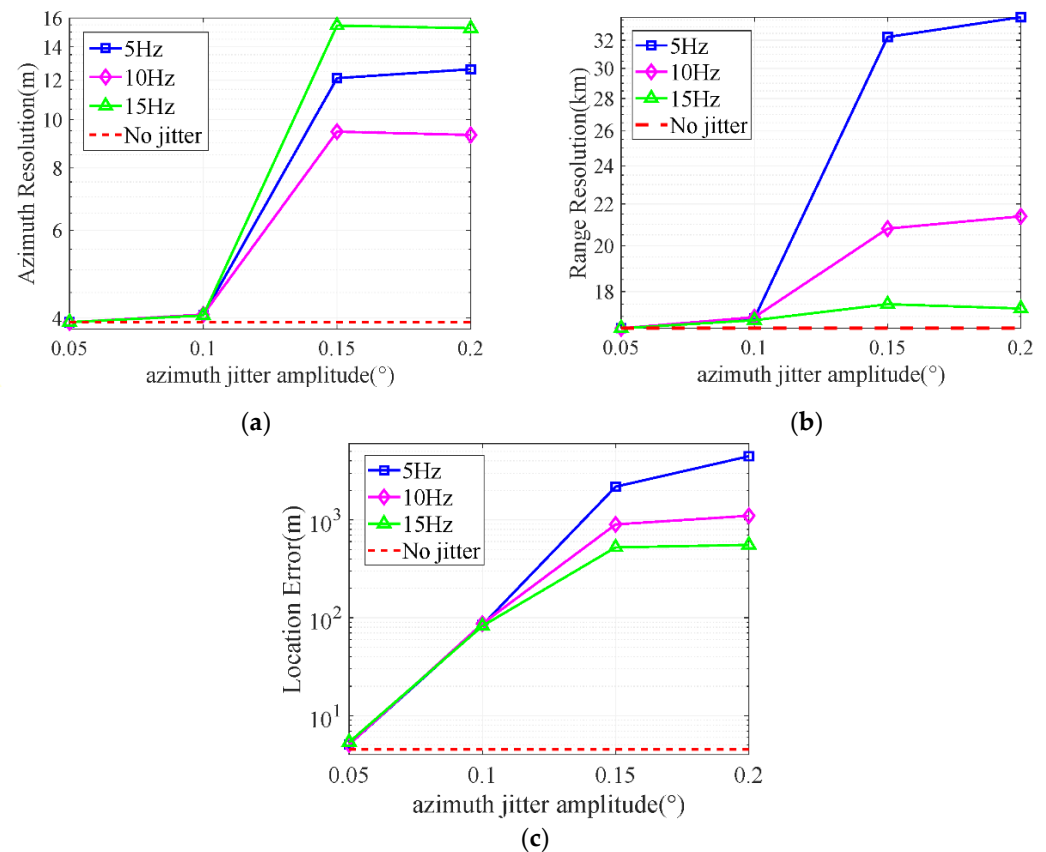 16
14
12
10
8
6
4
Azimuth Resolution(m)
5Hz
10Hz
15Hz
No jitter
0.05 0.1 0.15 0.2
azimuth jitter amplitude(°)
(a)
32
30
28
26
24
22
20
18
Range Resolution(km)
5Hz
10Hz
15Hz
No jitter
0.05 0.1 0.15 0.2
azimuth jitter amplitude(°)
(b)
10³
10²
10¹
Location Error(m)
5Hz
10Hz
15Hz
No jitter
0.05 0.1 0.15 0.2
azimuth jitter amplitude(°)
(c)